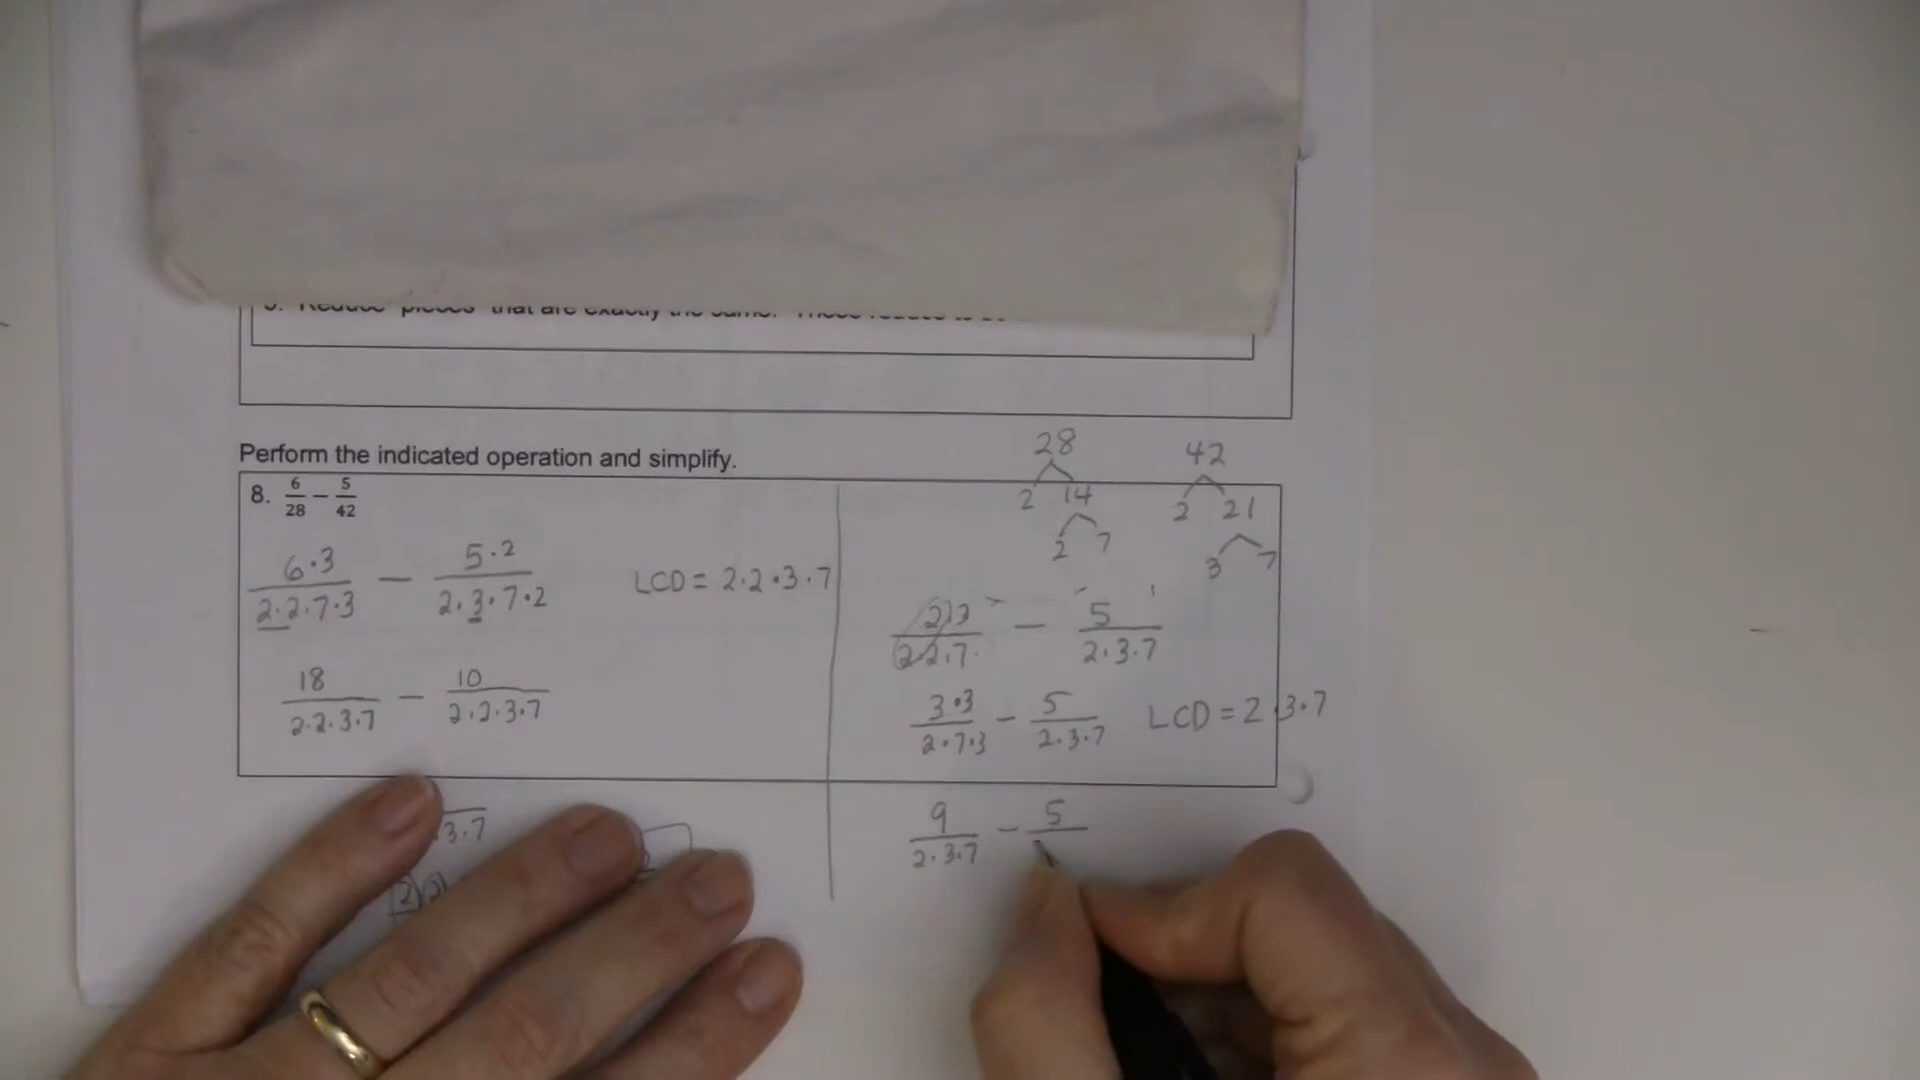 Perform the indicated operation and simplify.
8. 6/28 − 5/42
28
2 14
2 7
42
2 21
3 7
6·3/2·2·7·3 − 5·2/2·3·7·2 LCD = 2·2·3·7
18/2·2·3·7 − 10/2·2·3·7
3·7
2·3/2·2·7 − 5/2·3·7
3·3/2·7·3 − 5/2·3·7 LCD = 2·3·7
9/2·3·7 − 5/